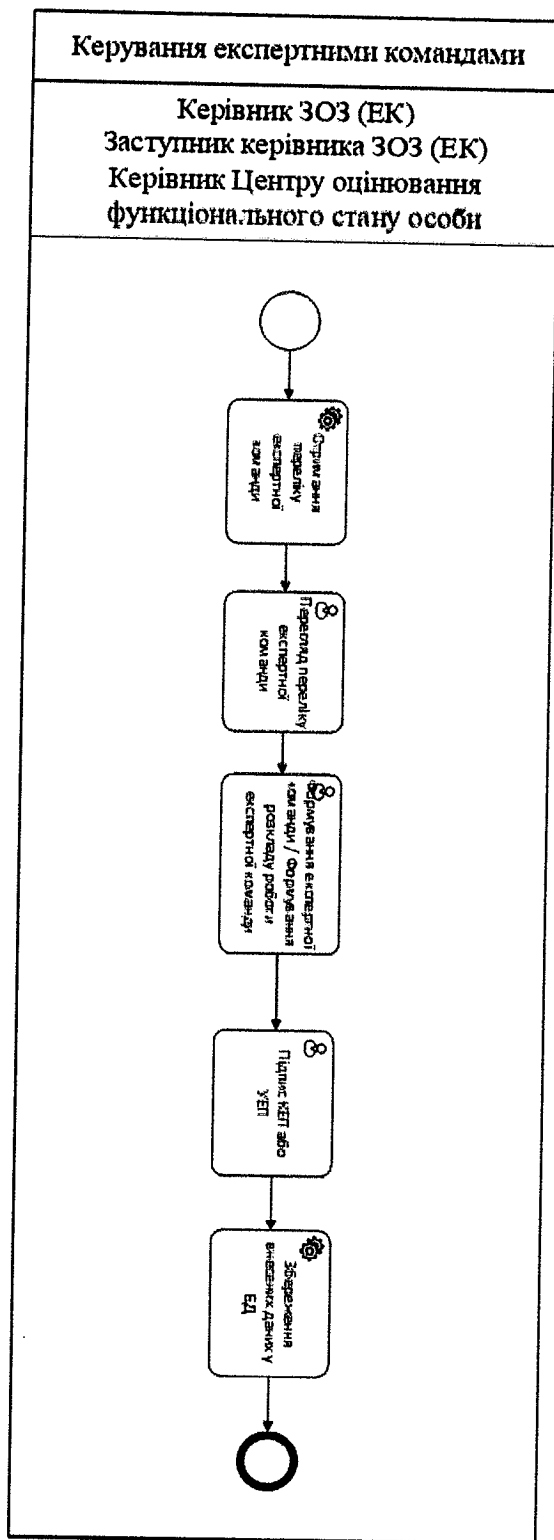 Керування експертними командами
Керівник ЗОЗ (ЕК)
Заступник керівника ЗОЗ (ЕК)
Керівник Центру оцінювання
функціонального стану особи
Отримання
переліку
експертної
команди
Перегляд переліку
експертної
команди
Формування експертної
команди / Формування
розкладу роботи
експертної команди
Підпис КЕП або
УЕП
Збереження
внесених даних у